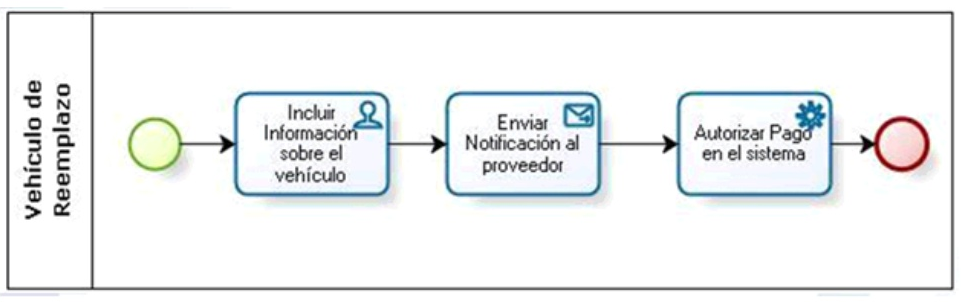 Vehículo de
Reemplazo
Incluir
Información
sobre el
vehículo
Enviar
Notificación al
proveedor
Autorizar Pago
en el sistema